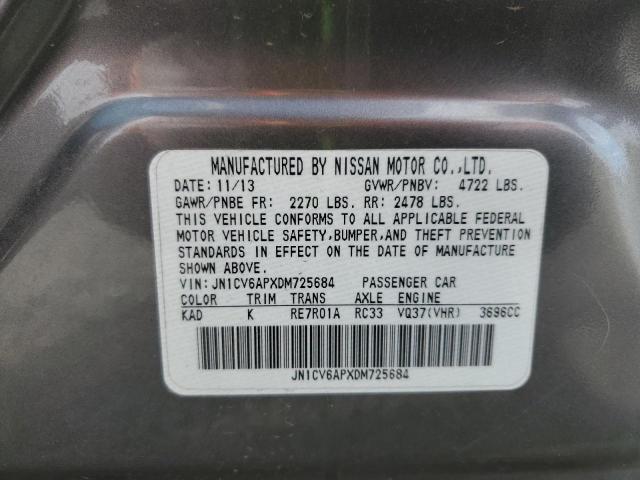 MANUFACTURED BY NISSAN MOTOR CO.,LTD.
DATE: 11/13 GVWR/PNBV: 4722 LBS.
GAWR/PNBE FR: 2270 LBS. RR: 2478 LBS.
THIS VEHICLE CONFORMS TO ALL APPLICABLE FEDERAL
MOTOR VEHICLE SAFETY,BUMPER,AND THEFT PREVENTION
STANDARDS IN EFFECT ON THE DATE OF MANUFACTURE
SHOWN ABOVE.
VIN: JN1CV6APXDM725684 PASSENGER CAR
COLOR TRIM TRANS AXLE ENGINE
KAD K RE7R01A RC33 VQ37(VHR) 3696CC
JN1CV6APXDM725684